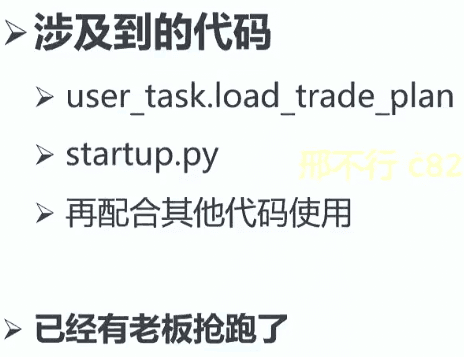 涉及到的代码
user_task.load_trade_plan
startup.py
邢不行 c82
再配合其他代码使用
已经有老板抢跑了